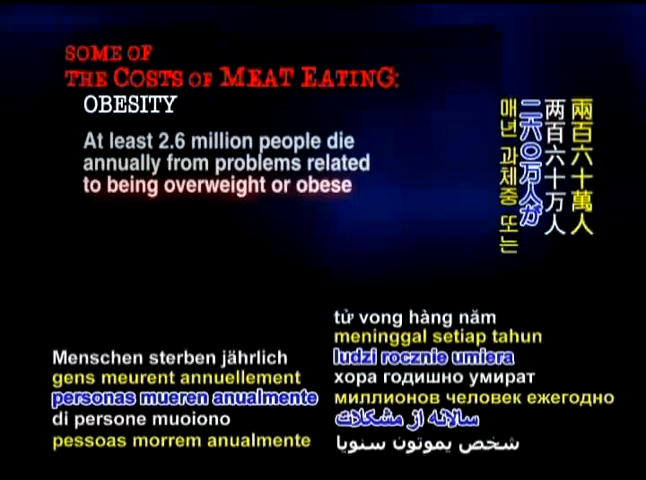 SOME OF
THE COSTS OF MEAT EATING:
OBESITY
At least 2.6 million people die
annually from problems related
to being overweight or obese
兩百六十萬人
两百六十万人
二六〇万人が
매년 과체중 또는
Menschen sterben jährlich
gens meurent annuellement
personas mueren anualmente
di persone muoiono
pessoas morrem anualmente
tử vong hàng năm
meninggal setiap tahun
ludzi rocznie umiera
хора годишно умират
миллионов человек ежегодно
سالانه از مشکلات
شخص يموتون سنويا